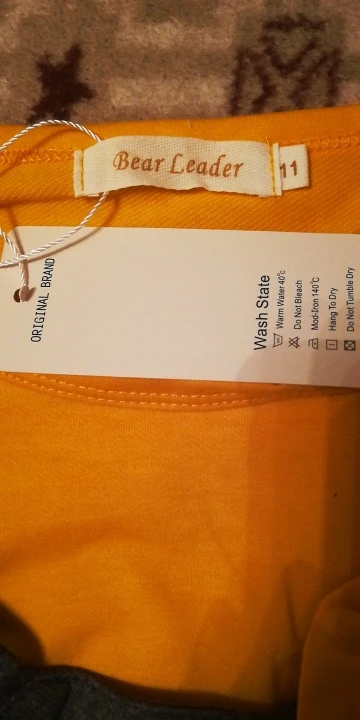 Bear Leader
11
ORIGINAL BRAND
Wash State
Warm Water 40℃
Do Not Bleach
Mod-Iron 140℃
Hang To Dry
Do Not Tumble Dry